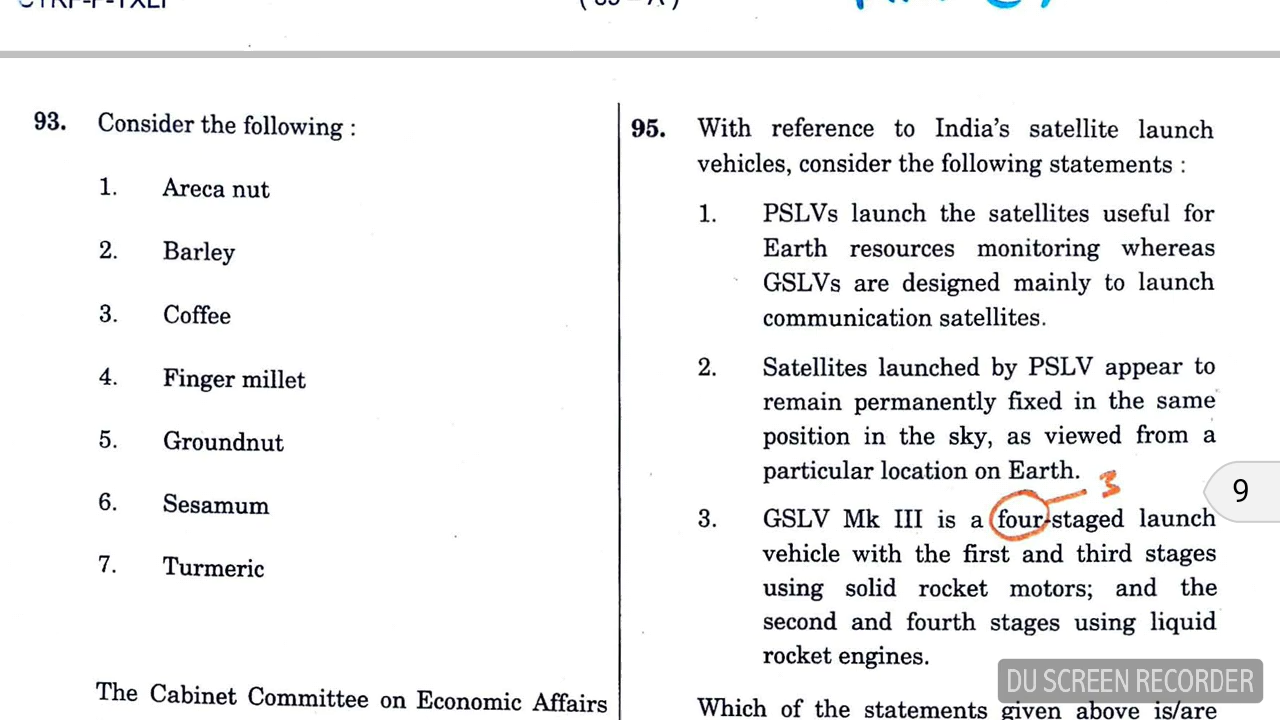 93. Consider the following :
1. Areca nut
2. Barley
3. Coffee
4. Finger millet
5. Groundnut
6. Sesamum
7. Turmeric
The Cabinet Committee on Economic Affairs
95. With reference to India's satellite launch
vehicles, consider the following statements :
1. PSLVs launch the satellites useful for
Earth resources monitoring whereas
GSLVs are designed mainly to launch
communication satellites.
2. Satellites launched by PSLV appear to
remain permanently fixed in the same
position in the sky, as viewed from a
particular location on Earth.
3
3. GSLV Mk III is a four-staged launch
vehicle with the first and third stages
using solid rocket motors; and the
second and fourth stages using liquid
rocket engines.
Which of the statements given above is/are
9
DU SCREEN RECORDER